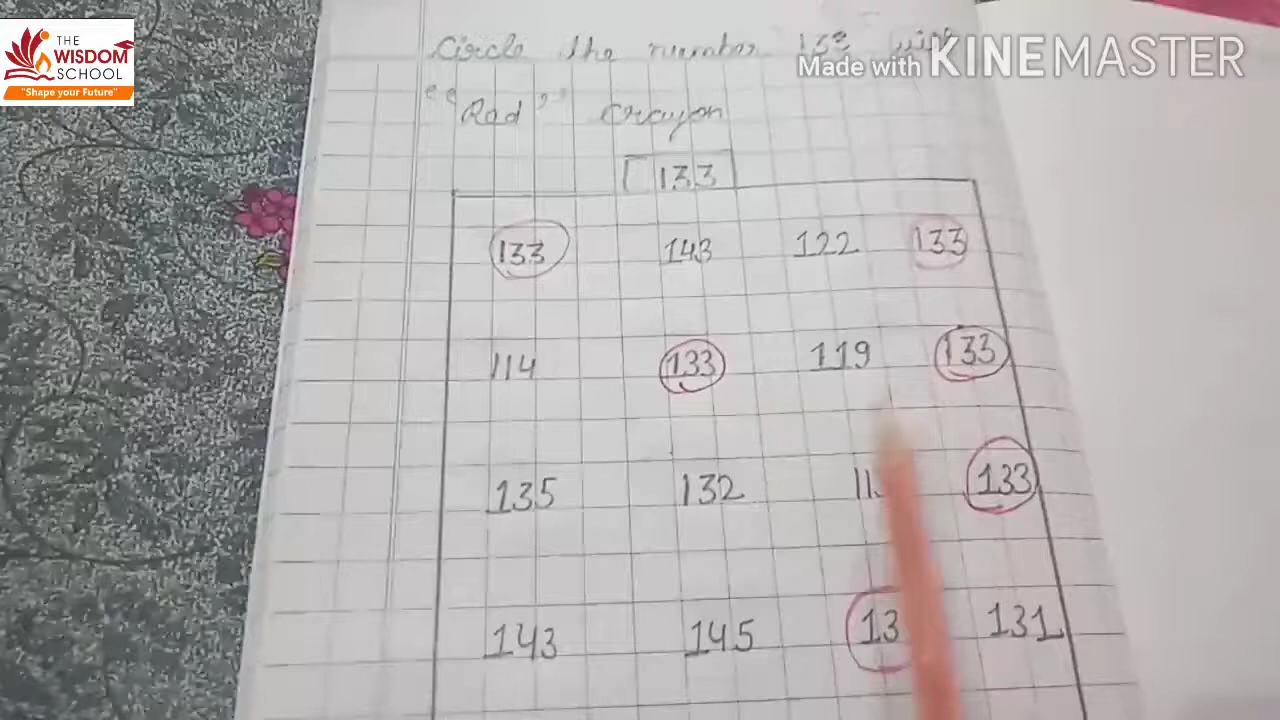 THE
WISDOM
SCHOOL
"Shape your Future"
Made with KINEMASTER
Circle the number 133
"Red" Crayon
133
133 143 122 133
114 133 119 133
135 132 133
143 145 131